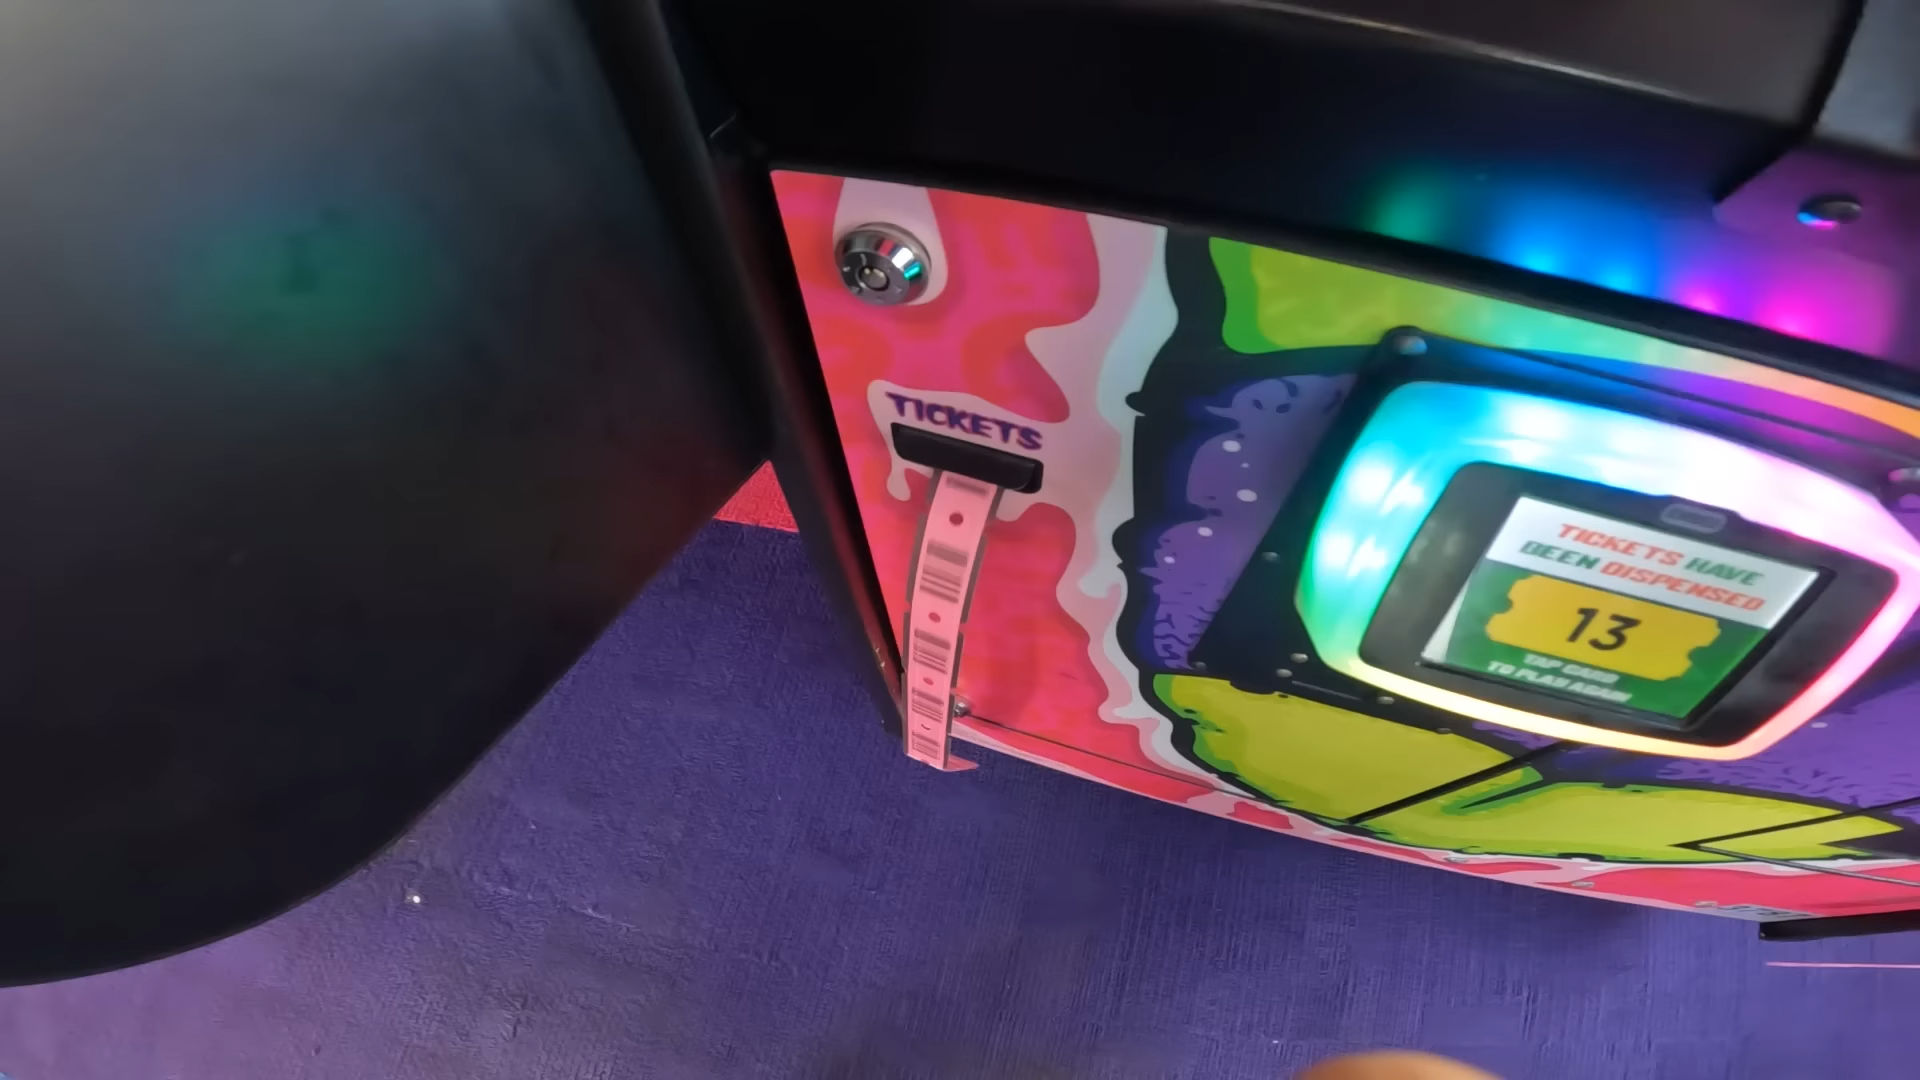 TICKETS
TICKETS HAVE
BEEN DISPENSED
13
TAP CARD
TO PLAY AGAIN